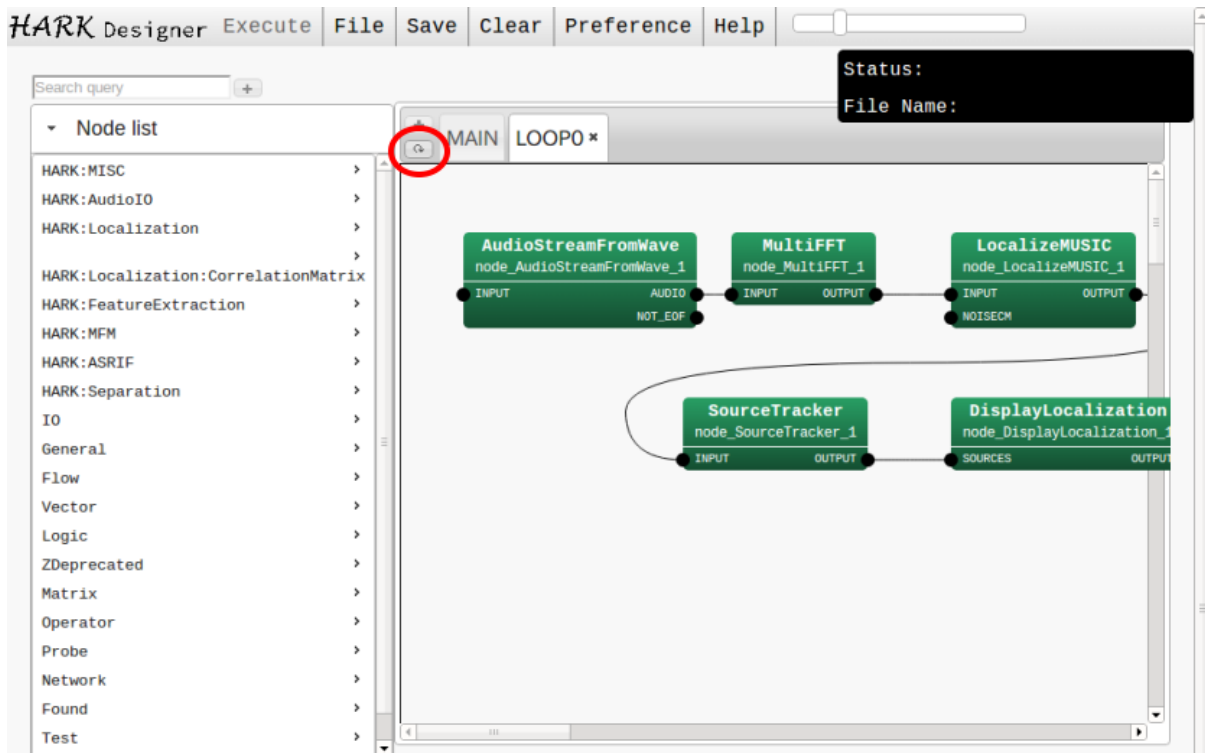 HARK Designer Execute File Save Clear Preference Help
Status:
File Name:
Search query +
Node list
MAIN LOOP0 ×
HARK:MISC
HARK:AudioIO
HARK:Localization
HARK:Localization:CorrelationMatrix
HARK:FeatureExtraction
HARK:MFM
HARK:ASRIF
HARK:Separation
IO
General
Flow
Vector
Logic
ZDeprecated
Matrix
Operator
Probe
Network
Found
Test
AudioStreamFromWave
node_AudioStreamFromWave_1
INPUT AUDIO
NOT_EOF
MultiFFT
node_MultiFFT_1
INPUT OUTPUT
LocalizeMUSIC
node_LocalizeMUSIC_1
INPUT OUTPUT
NOISECM
SourceTracker
node_SourceTracker_1
INPUT OUTPUT
DisplayLocalization
node_DisplayLocalization_1
SOURCES OUTPUT